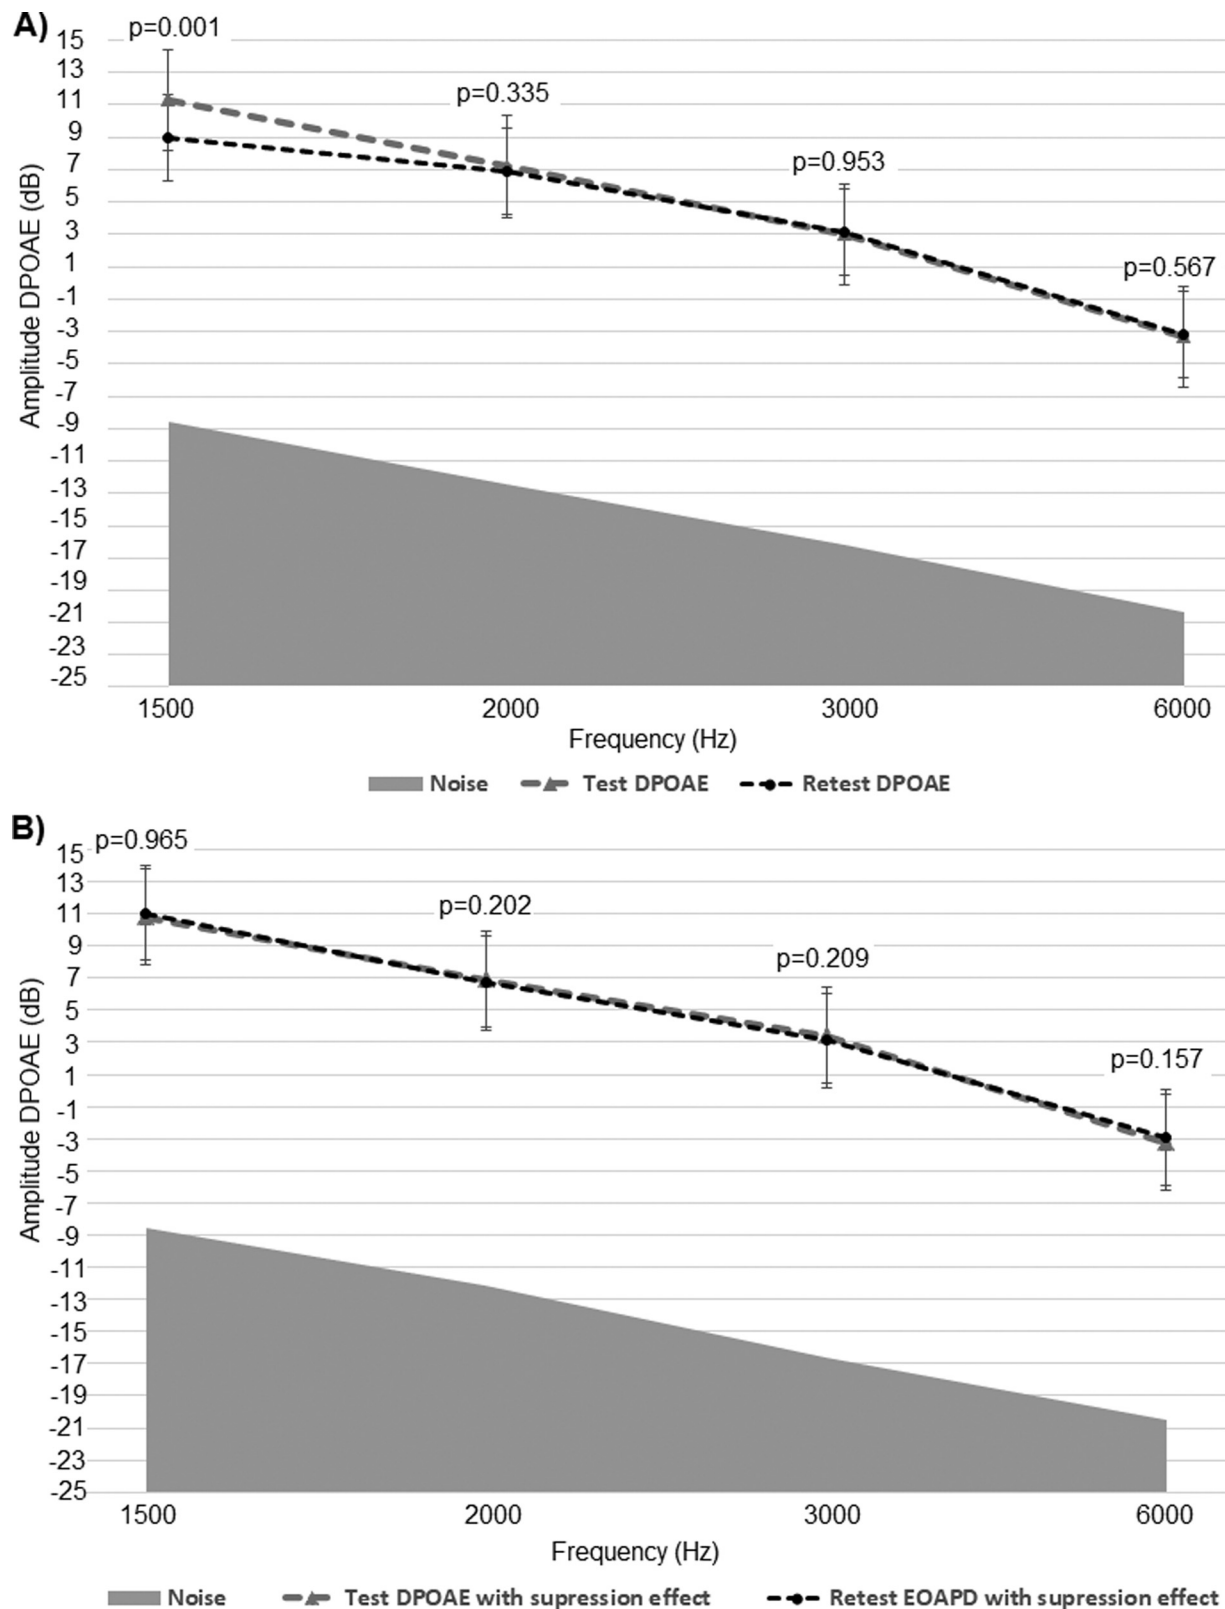 A)
p=0.001
p=0.335
p=0.953
p=0.567
Amplitude DPOAE (dB)
15
13
11
9
7
5
3
1
-1
-3
-5
-7
-9
-11
-13
-15
-17
-19
-21
-23
-25
1500 2000 3000 6000
Frequency (Hz)
Noise Test DPOAE Retest DPOAE
B)
p=0.965
p=0.202
p=0.209
p=0.157
Amplitude DPOAE (dB)
15
13
11
9
7
5
3
1
-1
-3
-5
-7
-9
-11
-13
-15
-17
-19
-21
-23
-25
1500 2000 3000 6000
Frequency (Hz)
Noise Test DPOAE with supression effect Retest EOAPD with supression effect